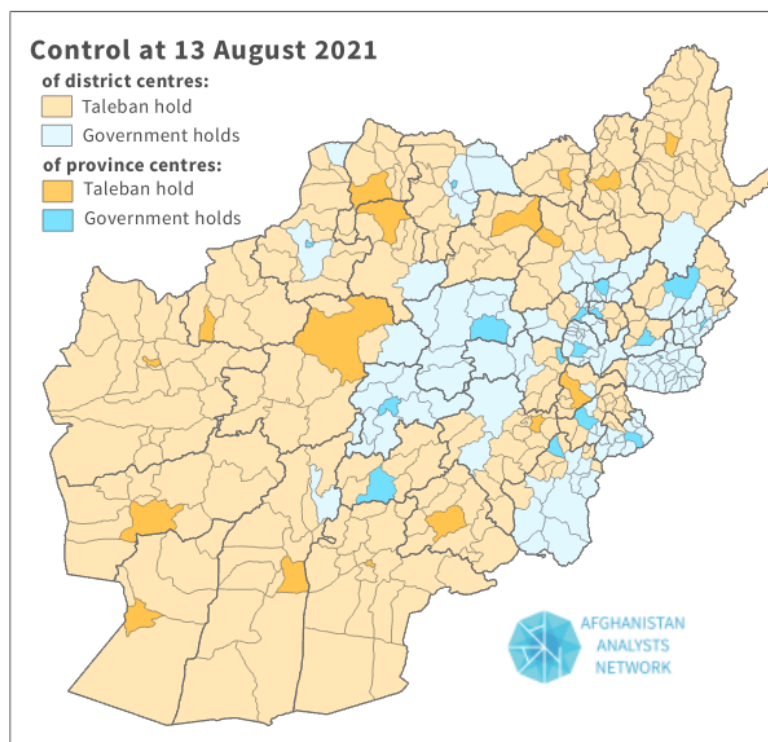 Control at 13 August 2021
of district centres:
Taleban hold
Government holds
of province centres:
Taleban hold
Government holds
AFGHANISTAN
ANALYSTS
NETWORK